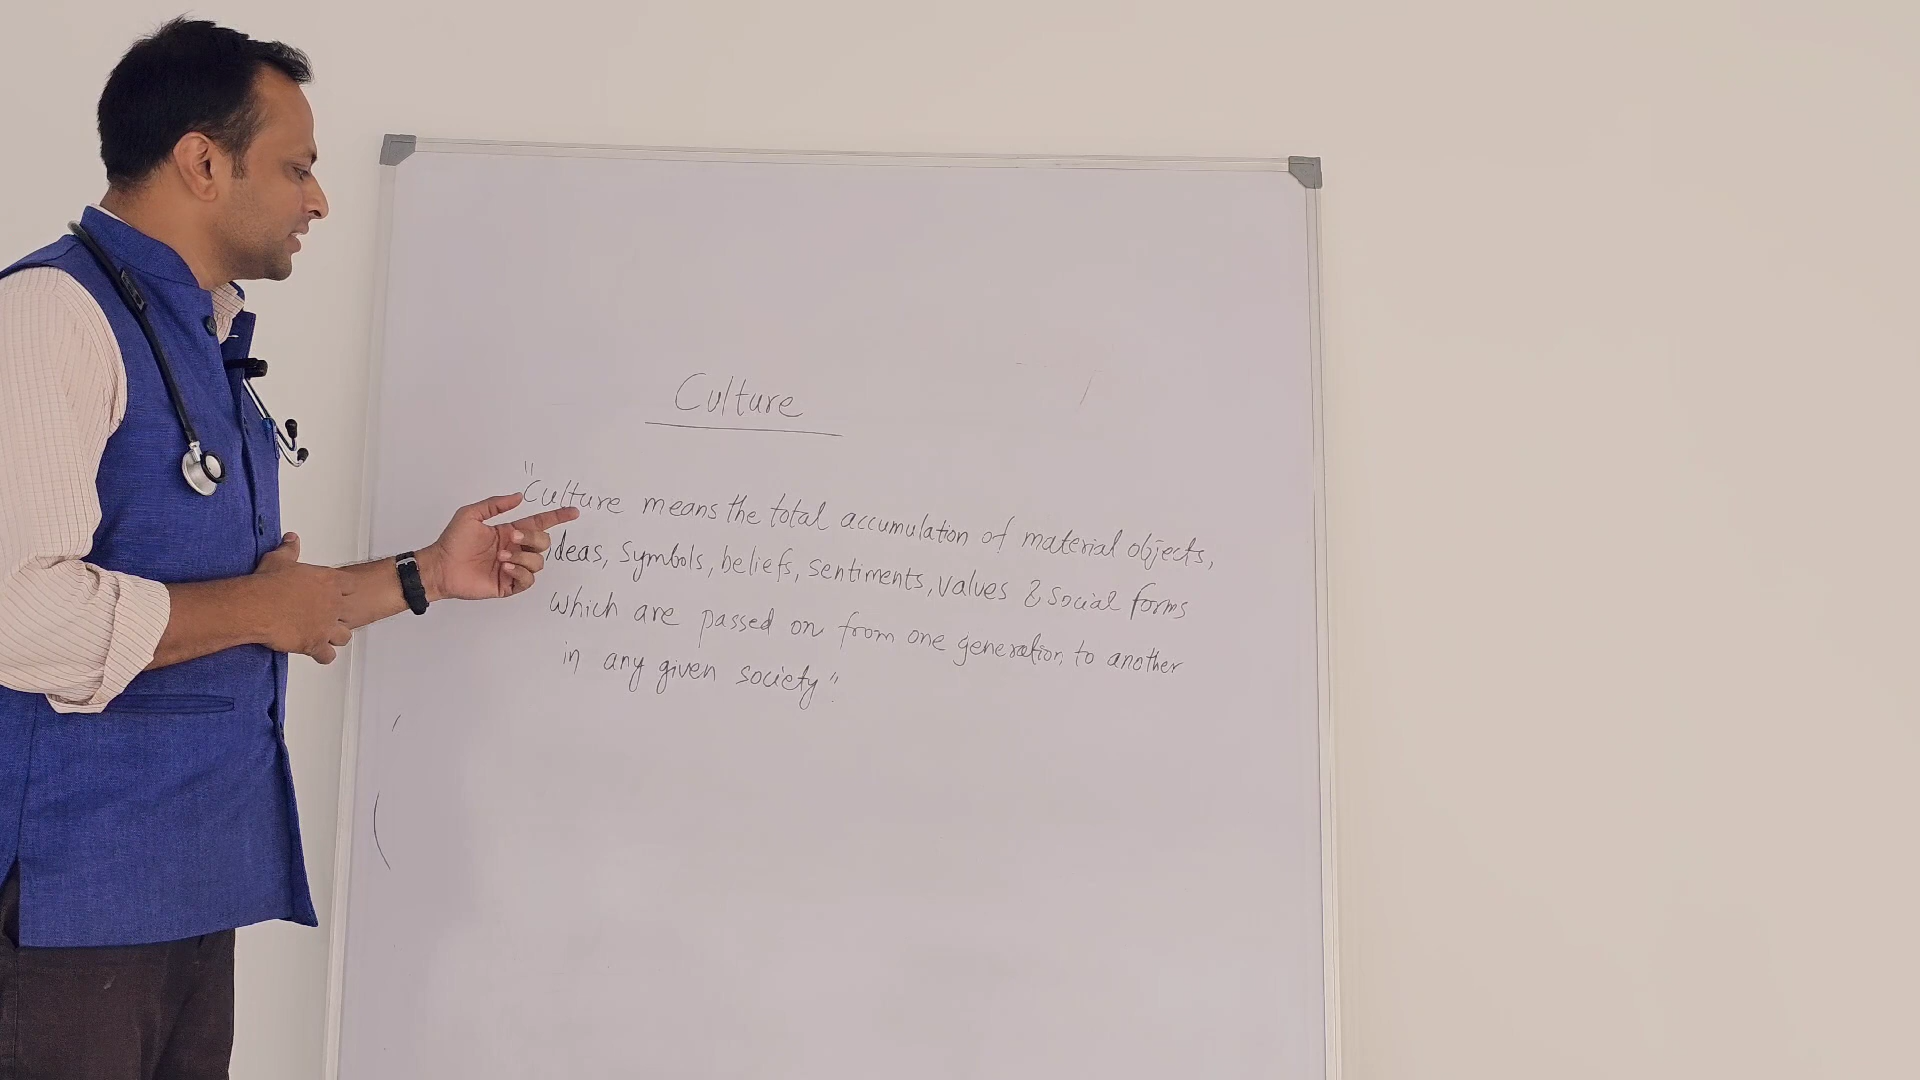 Culture
"Culture means the total accumulation of material objects,
ideas, symbols, beliefs, sentiments, values & social forms
which are passed on from one generation to another
in any given society"